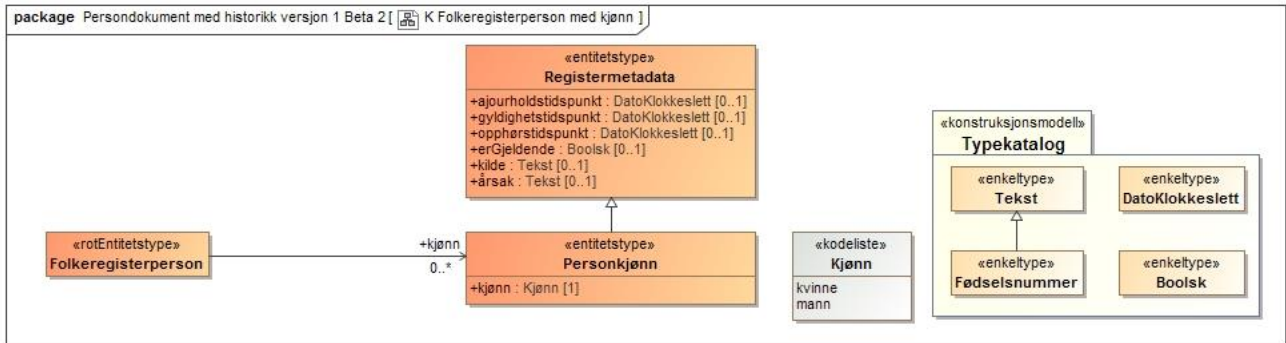 package Persondokument med historikk versjon 1 Beta 2 [ K Folkeregisterperson med kjønn ]
«entitetstype»
Registermetadata
+ajourholdstidspunkt : DatoKlokkeslett [0..1]
+gyldighetstidspunkt : DatoKlokkeslett [0..1]
+opphørstidspunkt : DatoKlokkeslett [0..1]
+erGjeldende : Boolsk [0..1]
+kilde : Tekst [0..1]
+årsak : Tekst [0..1]
«rotEntitetstype»
Folkeregisterperson
+kjønn
0..*
«entitetstype»
Personkjønn
+kjønn : Kjønn [1]
«kodeliste»
Kjønn
kvinne
mann
«konstruksjonsmodell»
Typekatalog
«enkeltype»
Tekst
«enkeltype»
DatoKlokkeslett
«enkeltype»
Fødselsnummer
«enkeltype»
Boolsk